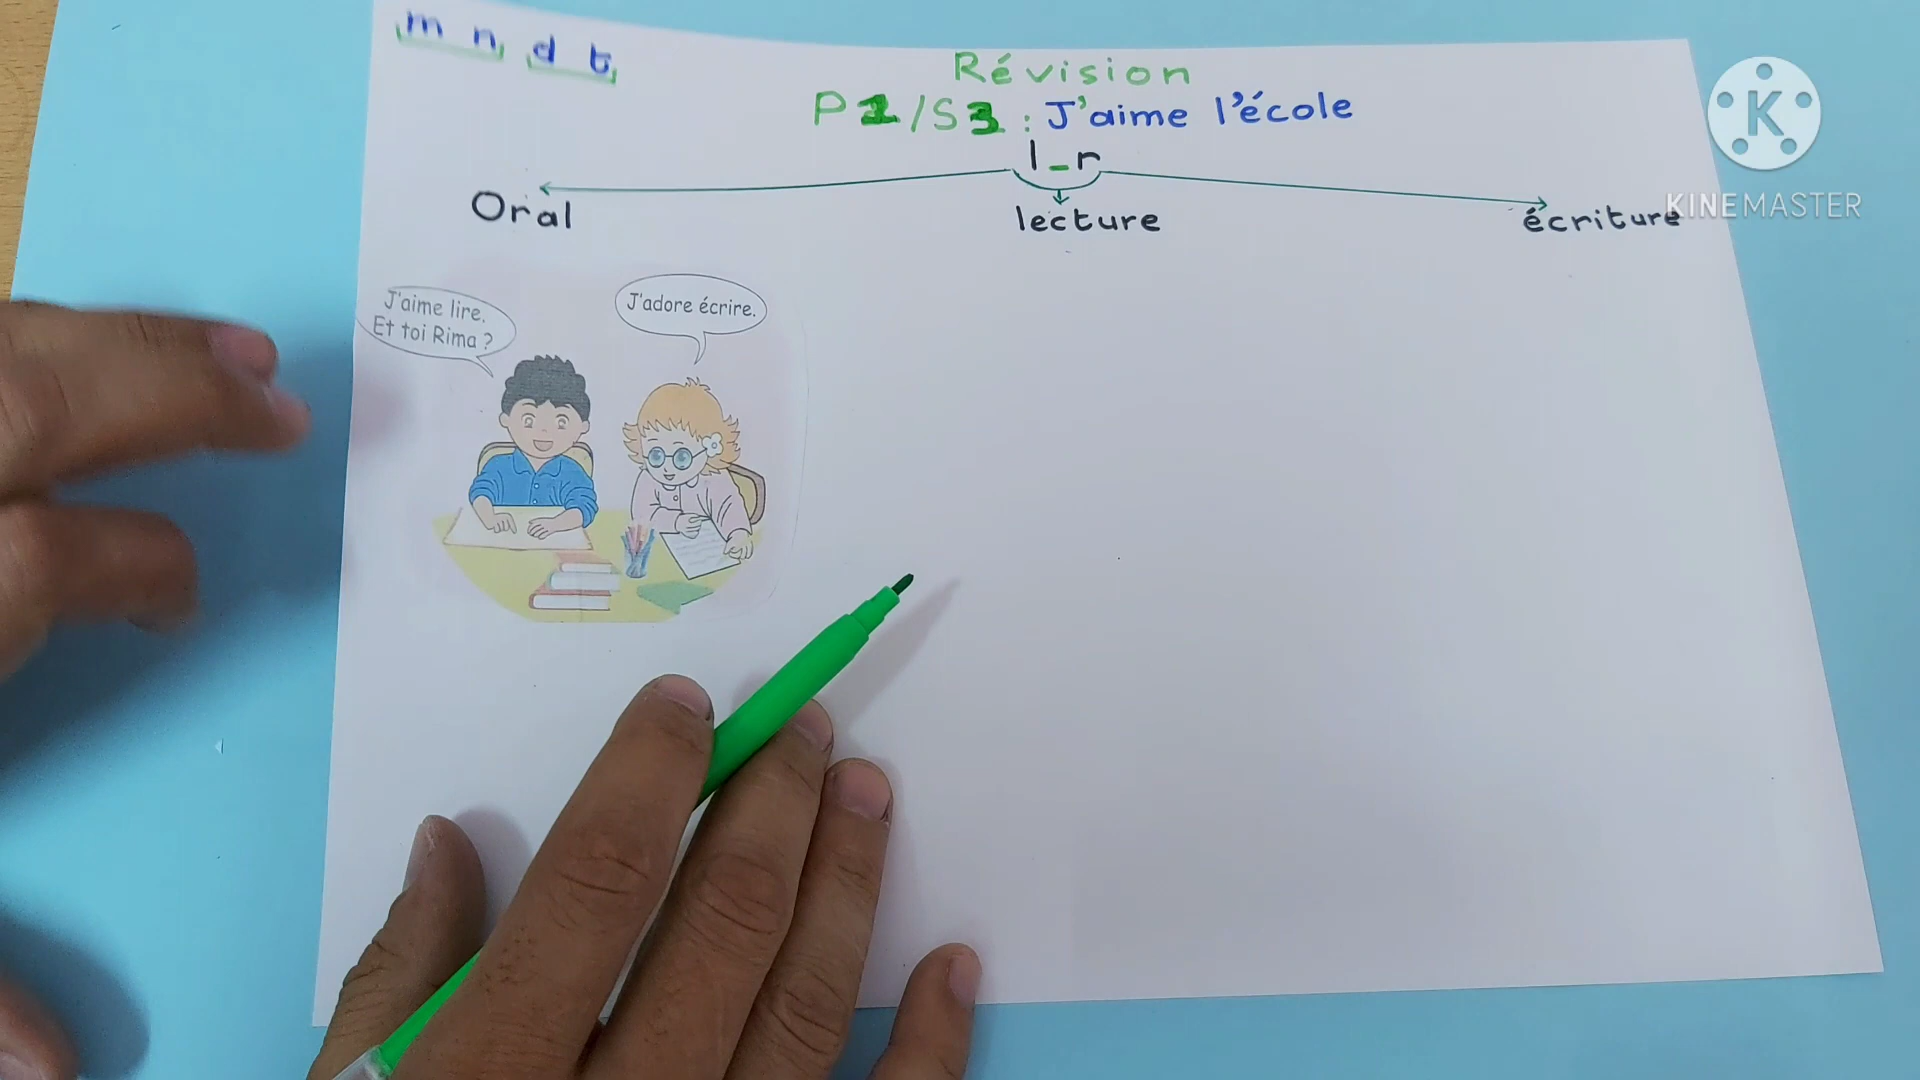 m n d t
Révision
P1/S3 : J'aime l'école
l_r
Oral lecture écriture
J'aime lire.
Et toi Rima ?
J'adore écrire.
K
KINEMASTER